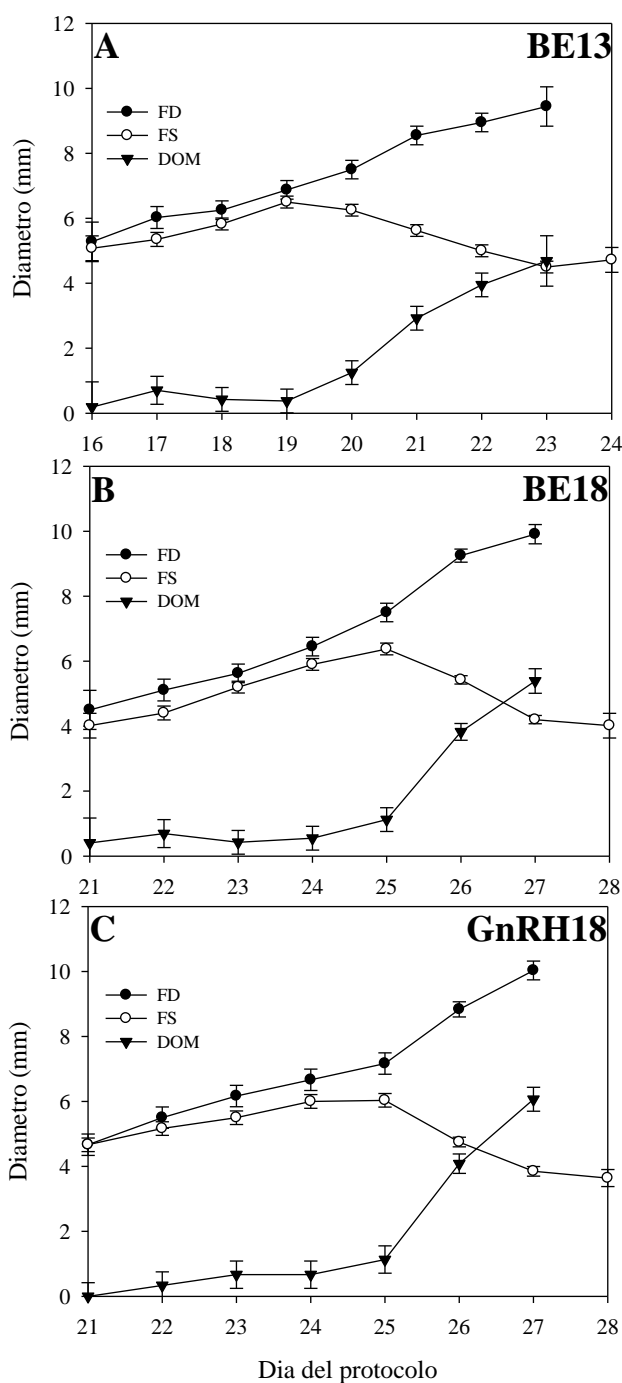 12
A BE13
10
FD
FS
DOM
8
6
4
2
0
Diametro (mm)
16 17 18 19 20 21 22 23 24
12
B BE18
10
FD
FS
DOM
8
6
4
2
0
Diametro (mm)
21 22 23 24 25 26 27 28
12
C GnRH18
10
FD
FS
DOM
8
6
4
2
0
Diametro (mm)
21 22 23 24 25 26 27 28
Dia del protocolo